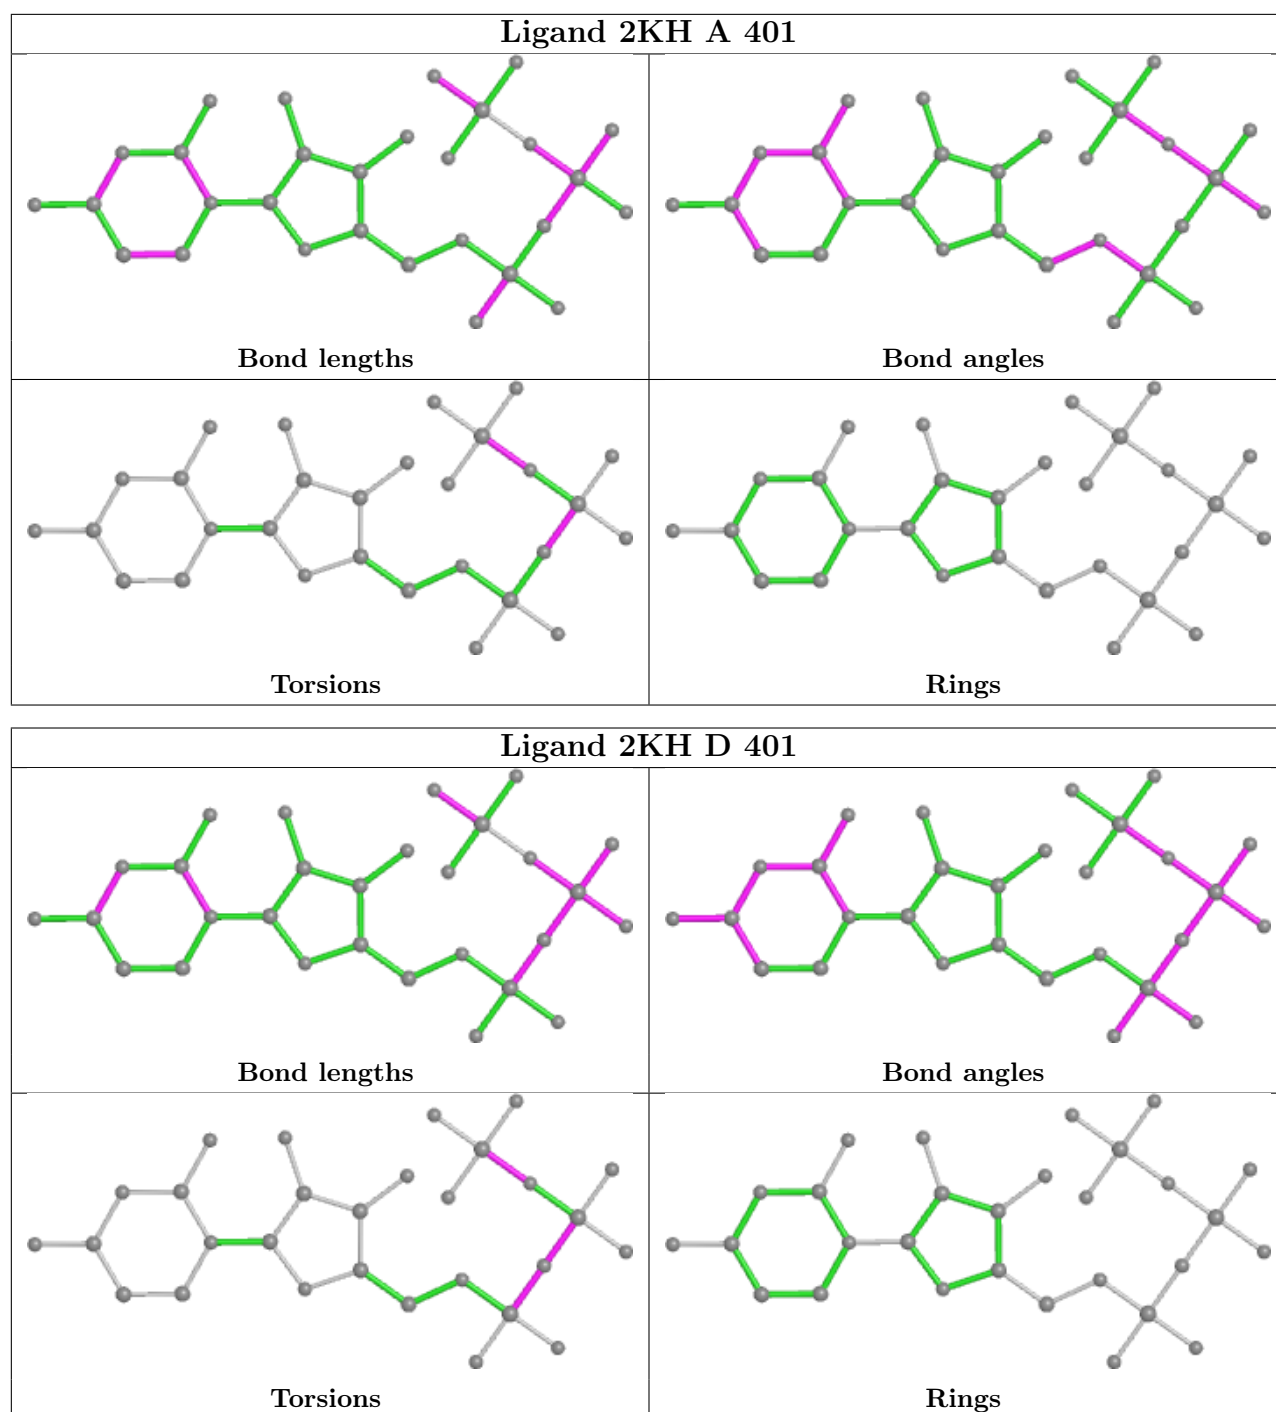 Ligand 2KH A 401
Bond lengths
Bond angles
Torsions
Rings
Ligand 2KH D 401
Bond lengths
Bond angles
Torsions
Rings